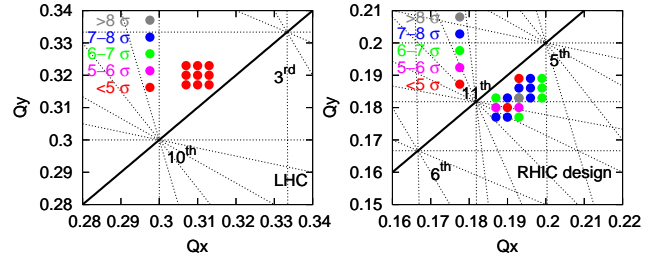 0.34
0.33
0.32
0.31
0.3
0.29
0.28
Qy
>8 σ
7–8 σ
6–7 σ
5–6 σ
<5 σ
3rd
10th
LHC
0.28 0.29 0.3 0.31 0.32 0.33 0.34
Qx
0.21
0.2
0.19
0.18
0.17
0.16
0.15
Qy
>8 σ
7–8 σ
6–7 σ
5–6 σ
<5 σ
5th
11th
6th
RHIC design
0.16 0.17 0.18 0.19 0.2 0.21 0.22
Qx